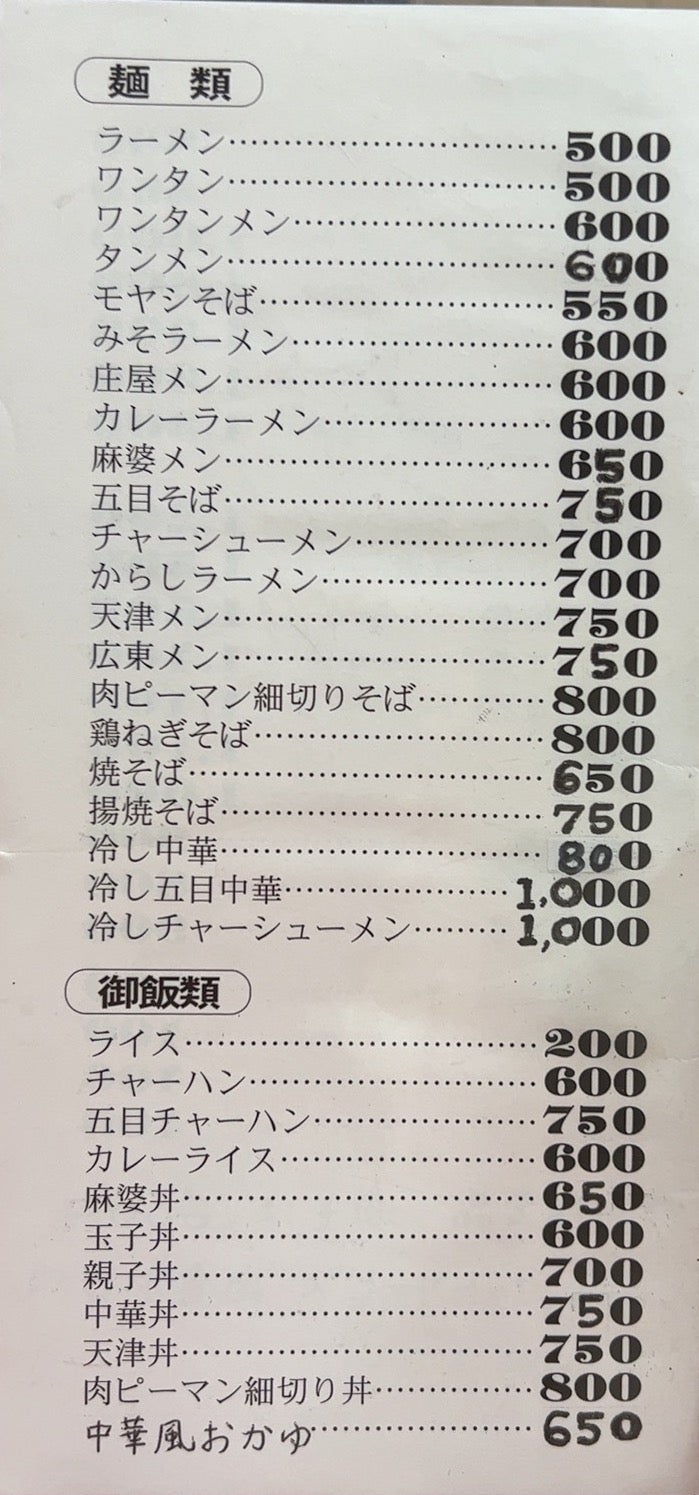 麺　類
ラーメン……………………………500
ワンタン……………………………500
ワンタンメン………………………600
タンメン……………………………600
モヤシそば…………………………550
みそラーメン………………………600
庄屋メン……………………………600
カレーラーメン……………………600
麻婆メン……………………………650
五目そば……………………………750
チャーシューメン…………………700
からしラーメン……………………700
天津メン……………………………750
広東メン……………………………750
肉ピーマン細切りそば……………800
鶏ねぎそば…………………………800
焼そば………………………………650
揚焼そば……………………………750
冷し中華……………………………800
冷し五目中華………………………1,000
冷しチャーシューメン……………1,000
御飯類
ライス………………………………200
チャーハン…………………………600
五目チャーハン……………………750
カレーライス………………………600
麻婆丼………………………………650
玉子丼………………………………600
親子丼………………………………700
中華丼………………………………750
天津丼………………………………750
肉ピーマン細切り丼………………800
中華風おかゆ………………………650